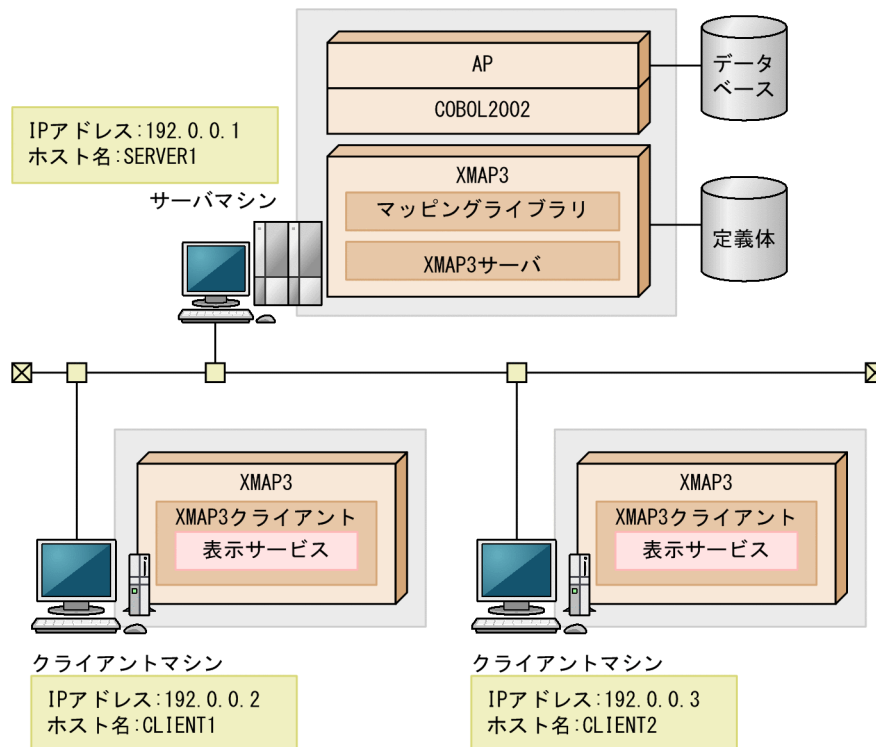 AP
COBOL2002
データ
ベース
IPアドレス:192.0.0.1
ホスト名:SERVER1
サーバマシン
XMAP3
マッピングライブラリ
XMAP3サーバ
定義体
XMAP3
XMAP3クライアント
表示サービス
クライアントマシン
IPアドレス:192.0.0.2
ホスト名:CLIENT1
XMAP3
XMAP3クライアント
表示サービス
クライアントマシン
IPアドレス:192.0.0.3
ホスト名:CLIENT2